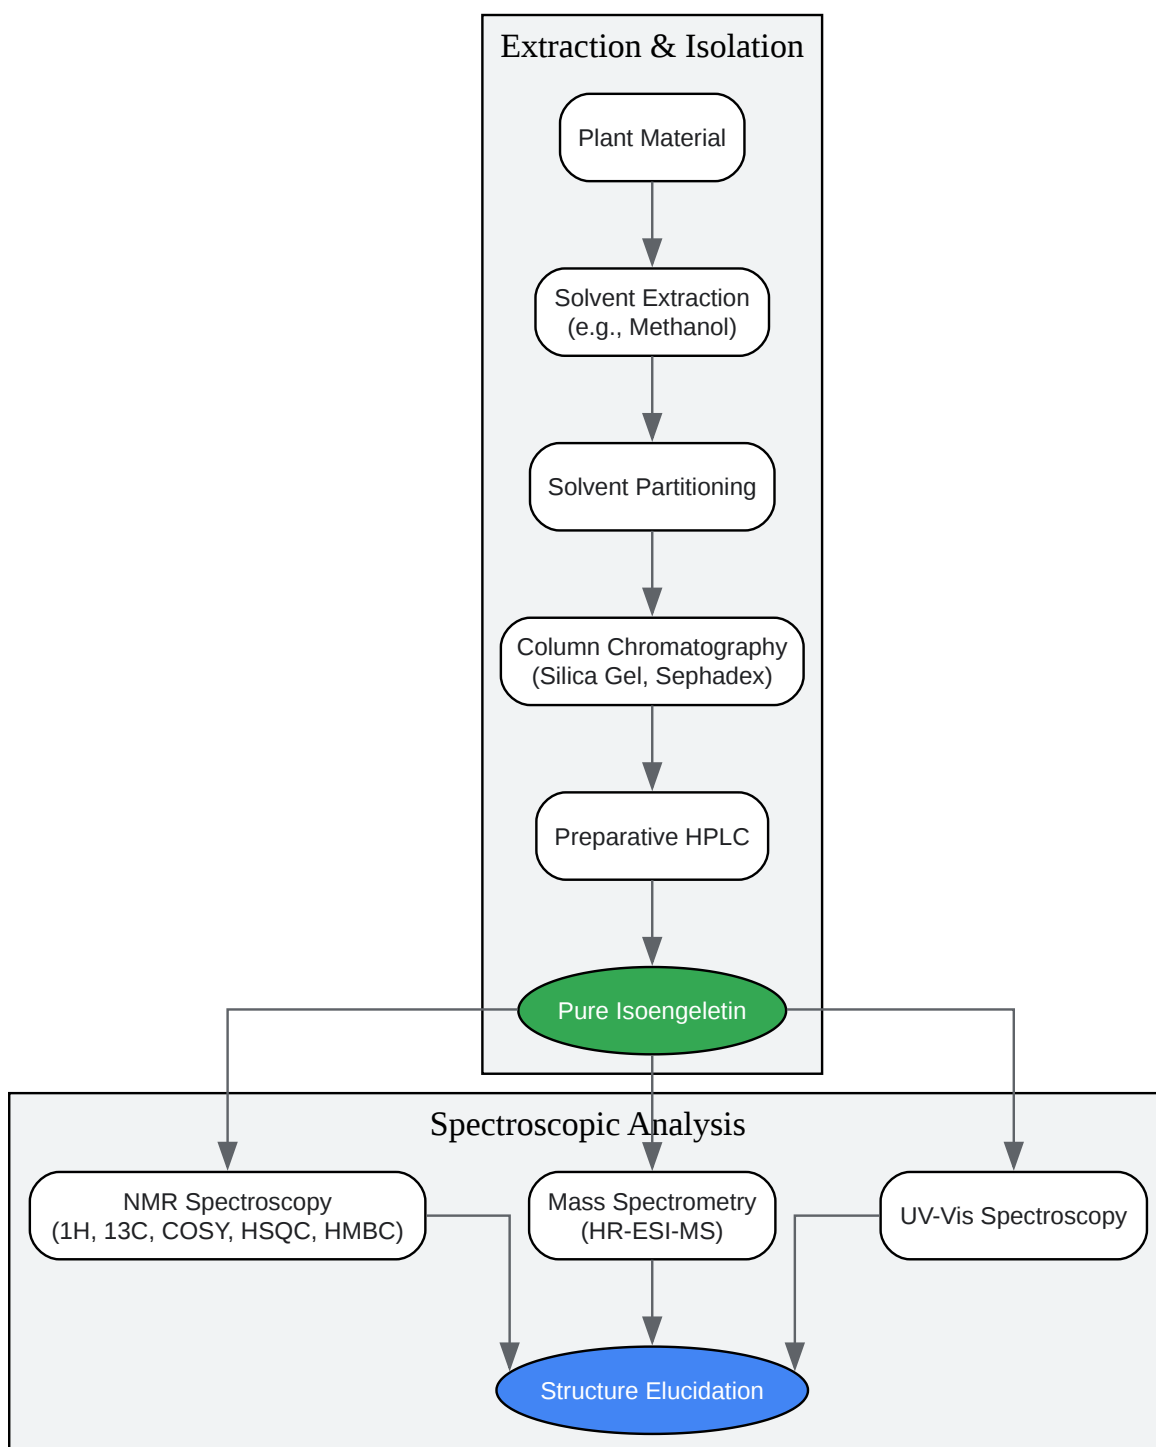 Extraction & Isolation
Plant Material
Solvent Extraction
(e.g., Methanol)
Solvent Partitioning
Column Chromatography
(Silica Gel, Sephadex)
Preparative HPLC
Pure Isoengeletin
Spectroscopic Analysis
NMR Spectroscopy
(1H, 13C, COSY, HSQC, HMBC)
Mass Spectrometry
(HR-ESI-MS)
UV-Vis Spectroscopy
Structure Elucidation